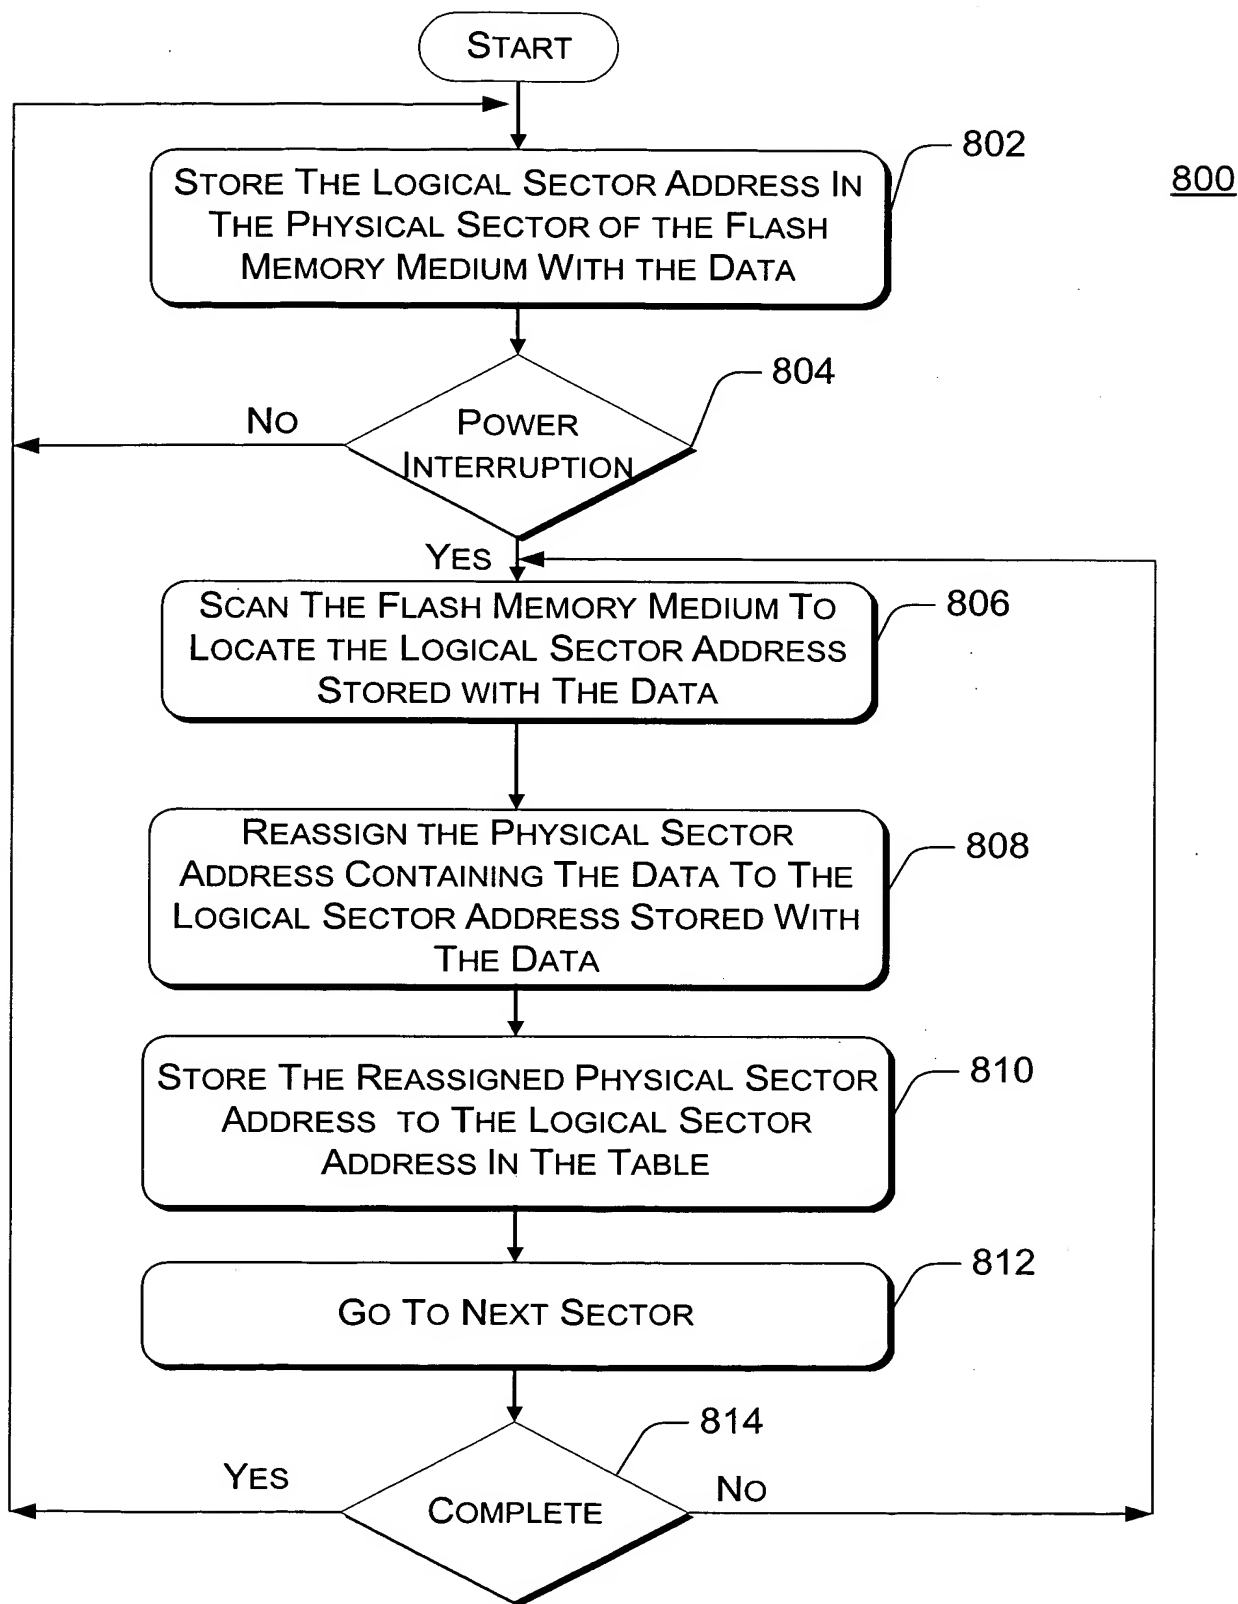 START
802
800
STORE THE LOGICAL SECTOR ADDRESS IN
THE PHYSICAL SECTOR OF THE FLASH
MEMORY MEDIUM WITH THE DATA
804
NO
POWER
INTERRUPTION
YES
806
SCAN THE FLASH MEMORY MEDIUM TO
LOCATE THE LOGICAL SECTOR ADDRESS
STORED WITH THE DATA
808
REASSIGN THE PHYSICAL SECTOR
ADDRESS CONTAINING THE DATA TO THE
LOGICAL SECTOR ADDRESS STORED WITH
THE DATA
810
STORE THE REASSIGNED PHYSICAL SECTOR
ADDRESS TO THE LOGICAL SECTOR
ADDRESS IN THE TABLE
812
GO TO NEXT SECTOR
814
YES
NO
COMPLETE